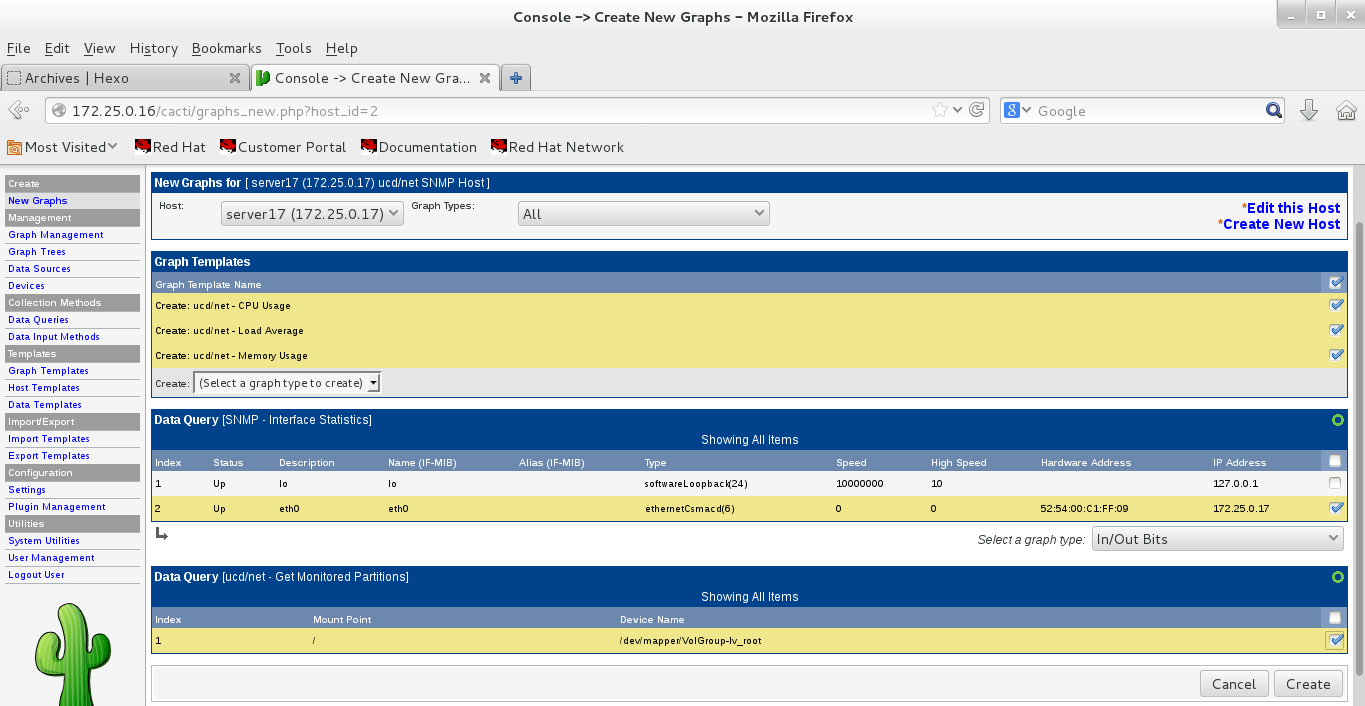 Console -> Create New Graphs - Mozilla Firefox
File Edit View History Bookmarks Tools Help
Archives | Hexo
Console -> Create New Gra...
172.25.0.16/cacti/graphs_new.php?host_id=2
8 Google
Most Visited Red Hat Customer Portal Documentation Red Hat Network
Create
New Graphs
Management
Graph Management
Graph Trees
Data Sources
Devices
Collection Methods
Data Queries
Data Input Methods
Templates
Graph Templates
Host Templates
Data Templates
Import/Export
Import Templates
Export Templates
Configuration
Settings
Plugin Management
Utilities
System Utilities
User Management
Logout User
New Graphs for [ server17 (172.25.0.17) ucd/net SNMP Host ]
Host: server17 (172.25.0.17) Graph Types: All
*Edit this Host
*Create New Host
Graph Templates
Graph Template Name
Create: ucd/net - CPU Usage
Create: ucd/net - Load Average
Create: ucd/net - Memory Usage
Create: (Select a graph type to create)
Data Query [SNMP - Interface Statistics]
Showing All Items
Index Status Description Name (IF-MIB) Alias (IF-MIB) Type Speed High Speed Hardware Address IP Address
1 Up lo lo softwareLoopback(24) 10000000 10 127.0.0.1
2 Up eth0 eth0 ethernetCsmacd(6) 0 0 52:54:00:C1:FF:09 172.25.0.17
Select a graph type: In/Out Bits
Data Query [ucd/net - Get Monitored Partitions]
Showing All Items
Index Mount Point Device Name
1 / /dev/mapper/VolGroup-lv_root
Cancel Create